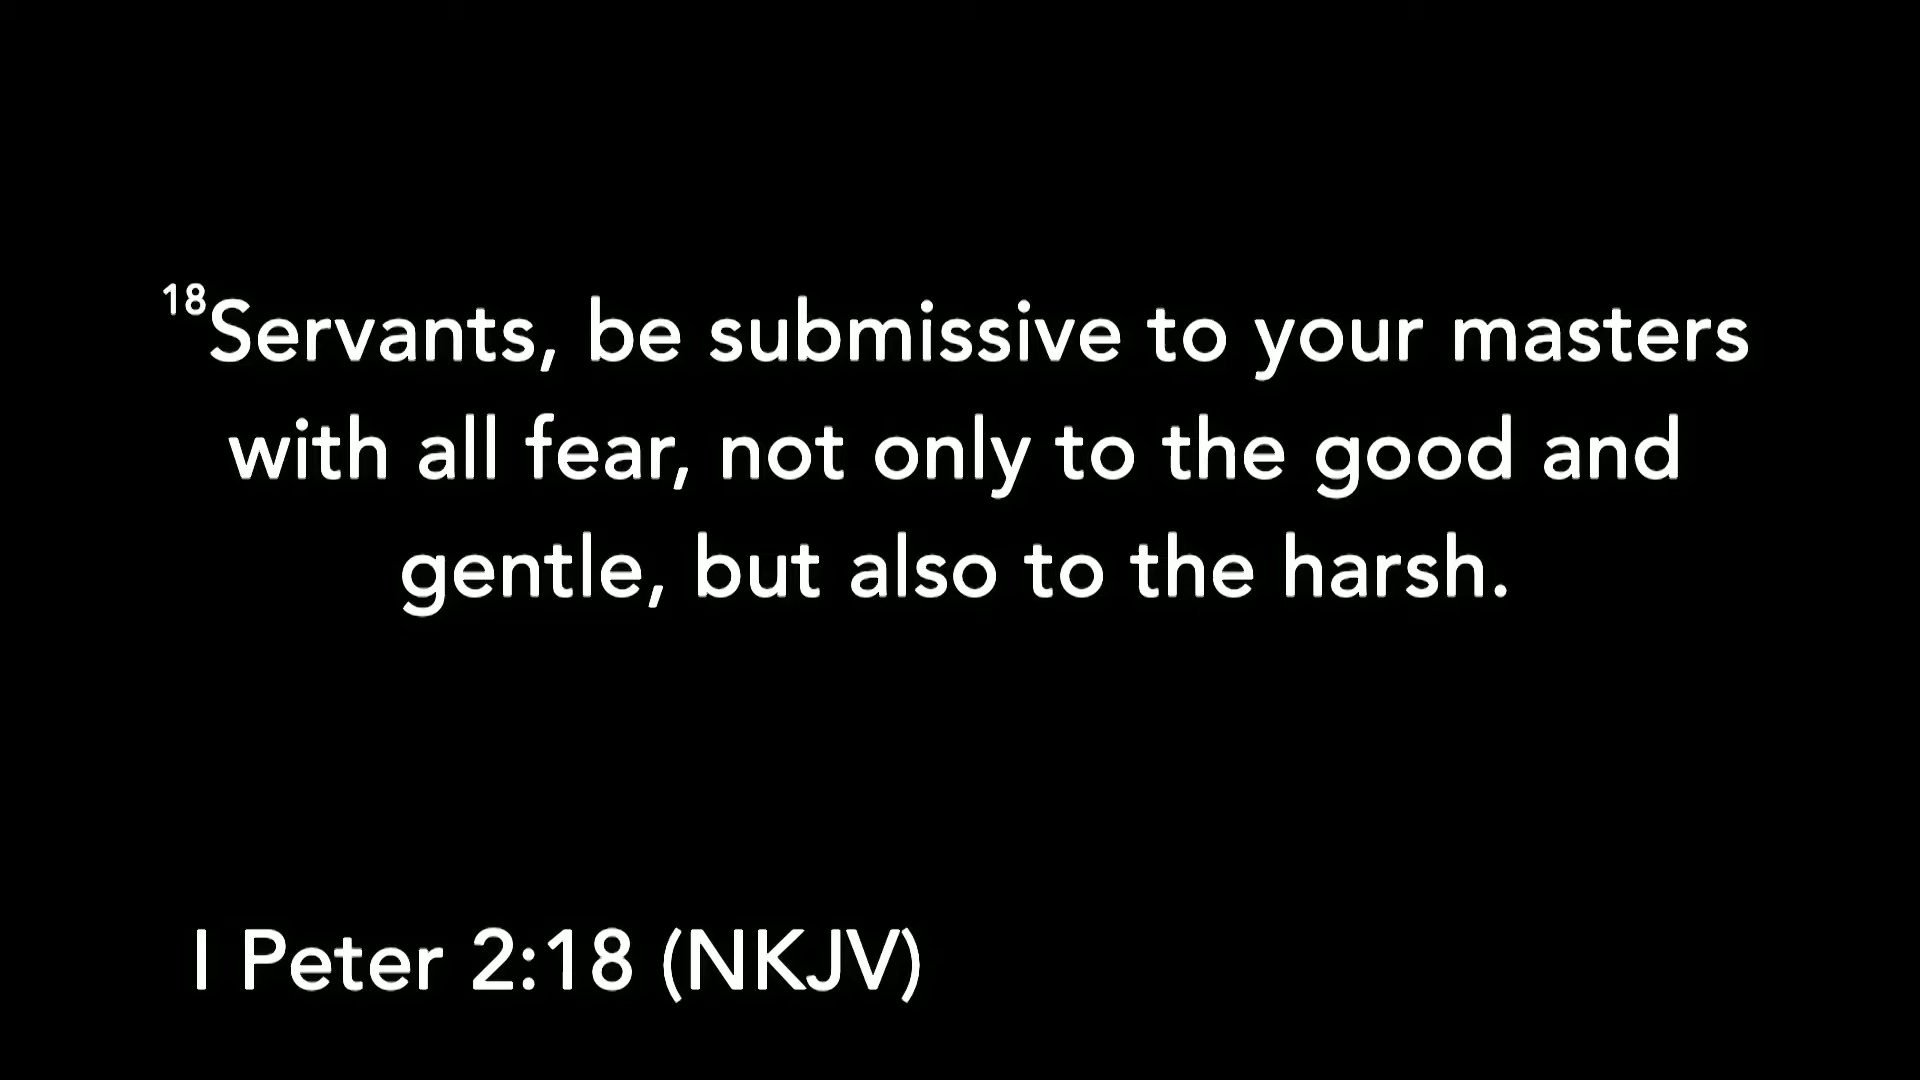 18Servants, be submissive to your masters
with all fear, not only to the good and
gentle, but also to the harsh.
I Peter 2:18 (NKJV)